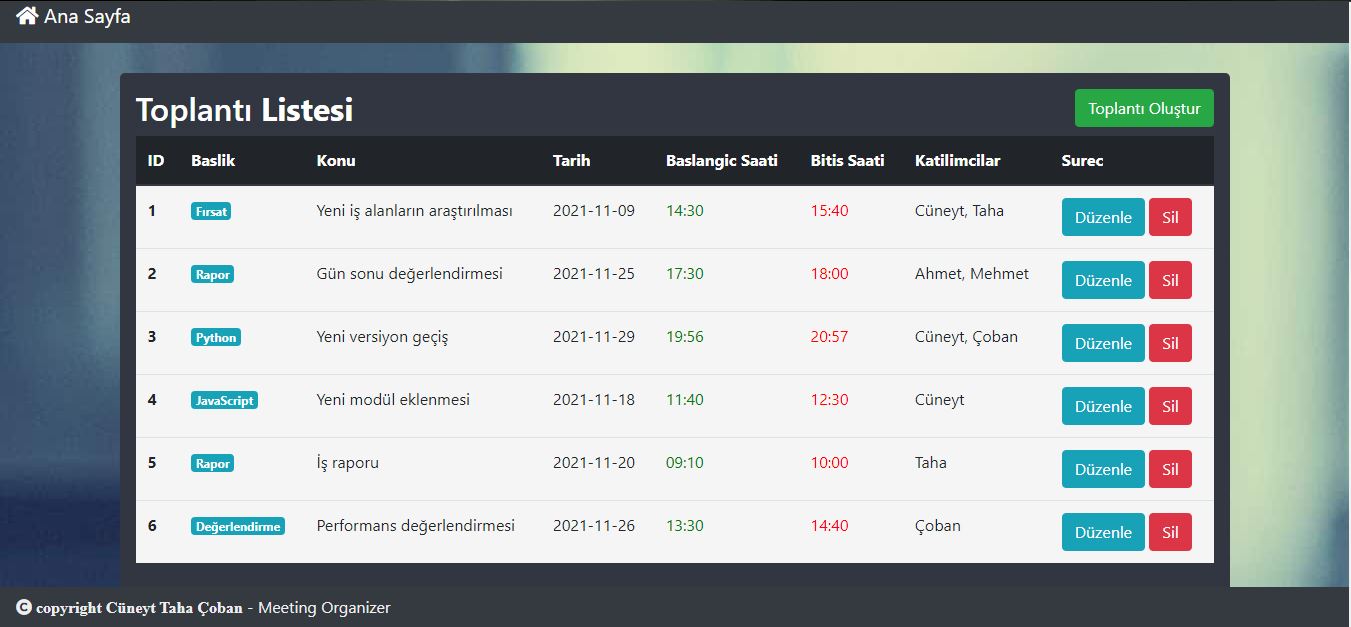 Ana Sayfa
Toplantı Listesi
Toplantı Oluştur
ID Baslik Konu Tarih Baslangic Saati Bitis Saati Katilimcilar Surec
1 Fırsat Yeni iş alanların araştırılması 2021-11-09 14:30 15:40 Cüneyt, Taha Düzenle Sil
2 Rapor Gün sonu değerlendirmesi 2021-11-25 17:30 18:00 Ahmet, Mehmet Düzenle Sil
3 Python Yeni versiyon geçiş 2021-11-29 19:56 20:57 Cüneyt, Çoban Düzenle Sil
4 JavaScript Yeni modül eklenmesi 2021-11-18 11:40 12:30 Cüneyt Düzenle Sil
5 Rapor İş raporu 2021-11-20 09:10 10:00 Taha Düzenle Sil
6 Değerlendirme Performans değerlendirmesi 2021-11-26 13:30 14:40 Çoban Düzenle Sil
© copyright Cüneyt Taha Çoban - Meeting Organizer